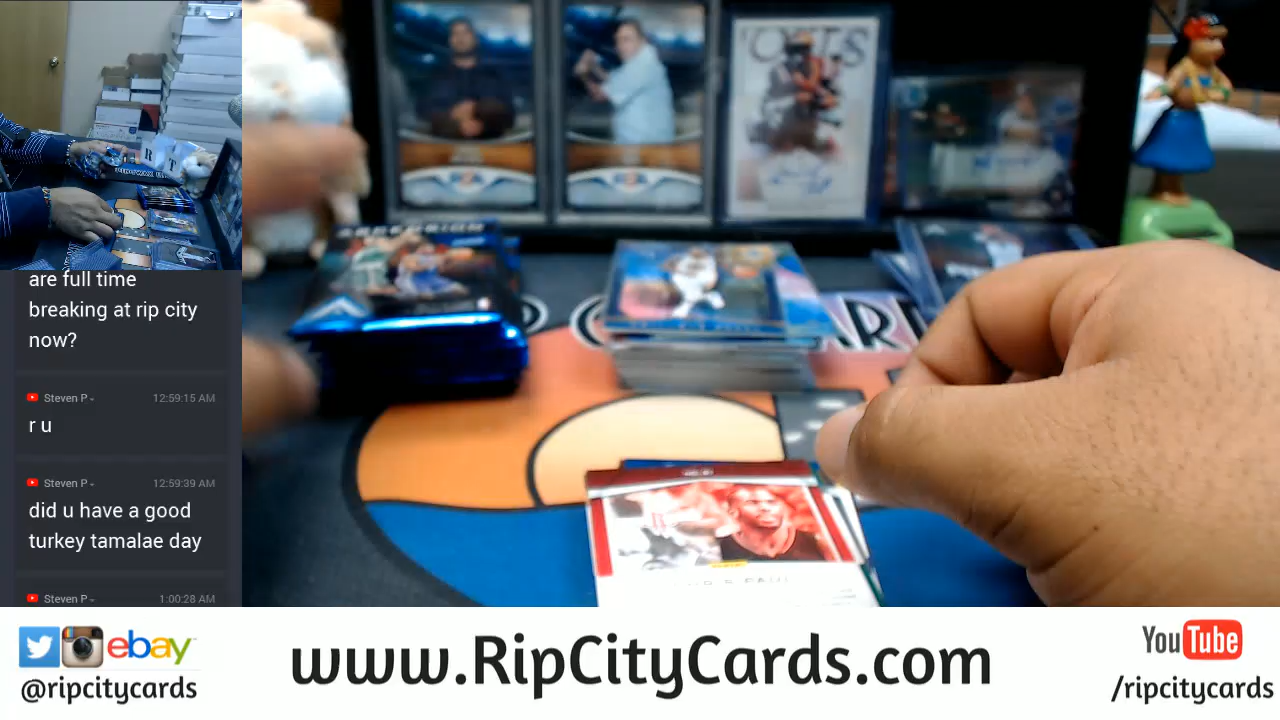 are full time
breaking at rip city
now?
Steven P
12:59:15 AM
r u
Steven P
12:59:39 AM
did u have a good
turkey tamalae day
Steven P
1:00:28 AM
R
T
ebay
@ripcitycards
www.RipCityCards.com
YouTube
/ripcitycards